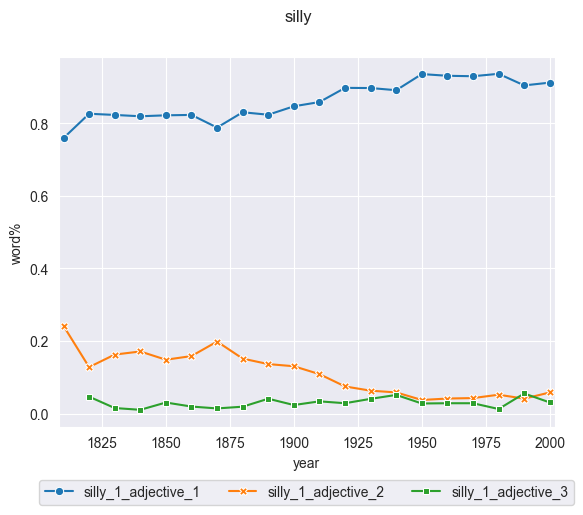 silly
0.8
0.6
0.4
0.2
0.0
word%
1825 1850 1875 1900 1925 1950 1975 2000
year
silly_1_adjective_1 silly_1_adjective_2 silly_1_adjective_3